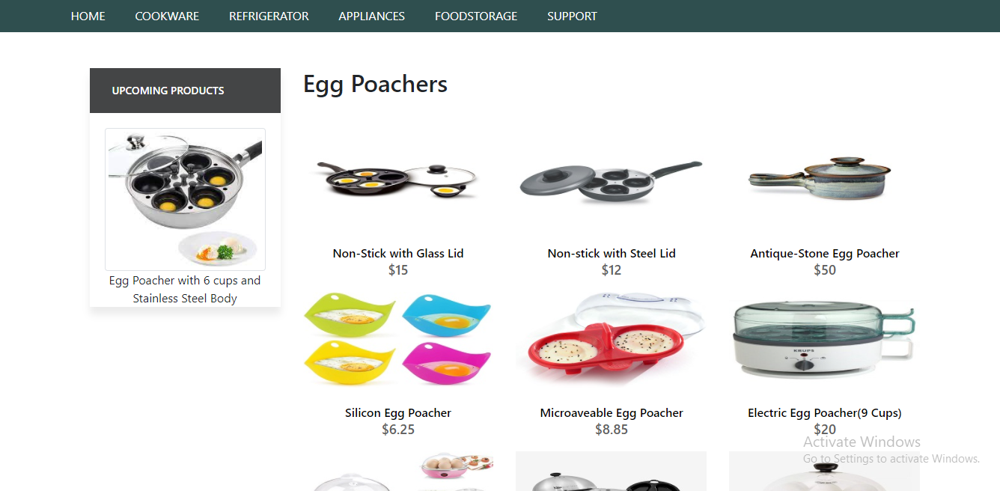 HOME COOKWARE REFRIGERATOR APPLIANCES FOODSTORAGE SUPPORT
UPCOMING PRODUCTS
Egg Poacher with 6 cups and
Stainless Steel Body
Egg Poachers
Non-Stick with Glass Lid
$15
Non-stick with Steel Lid
$12
Antique-Stone Egg Poacher
$50
Silicon Egg Poacher
$6.25
Microaveable Egg Poacher
$8.85
KRUPS
Electric Egg Poacher(9 Cups)
$20
Activate Windows
Go to Settings to activate Windows.